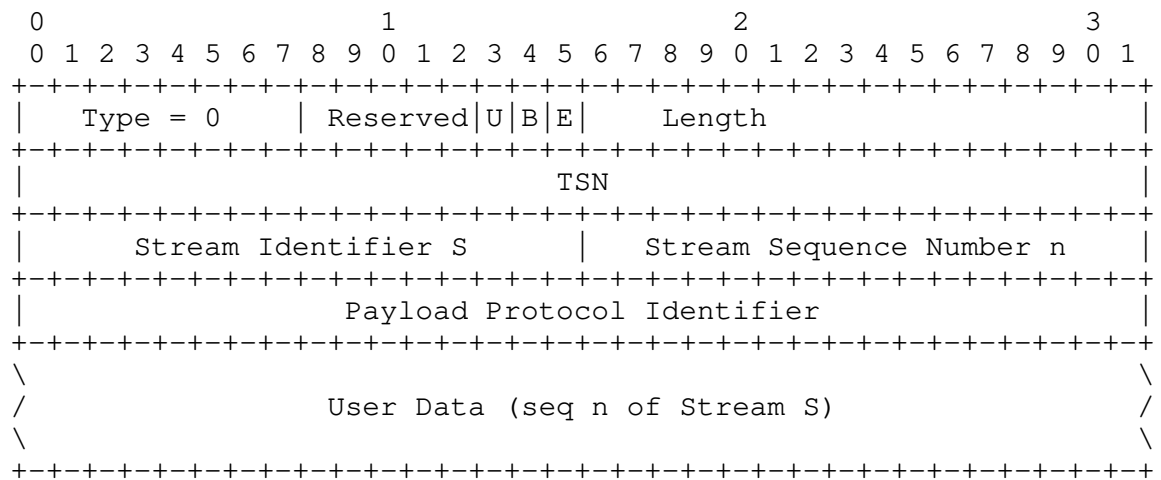 0                   1                   2                   3
 0 1 2 3 4 5 6 7 8 9 0 1 2 3 4 5 6 7 8 9 0 1 2 3 4 5 6 7 8 9 0 1
+-+-+-+-+-+-+-+-+-+-+-+-+-+-+-+-+-+-+-+-+-+-+-+-+-+-+-+-+-+-+-+-+
|   Type = 0    | Reserved|U|B|E|    Length                     |
+-+-+-+-+-+-+-+-+-+-+-+-+-+-+-+-+-+-+-+-+-+-+-+-+-+-+-+-+-+-+-+-+
|                              TSN                              |
+-+-+-+-+-+-+-+-+-+-+-+-+-+-+-+-+-+-+-+-+-+-+-+-+-+-+-+-+-+-+-+-+
|      Stream Identifier S      |   Stream Sequence Number n    |
+-+-+-+-+-+-+-+-+-+-+-+-+-+-+-+-+-+-+-+-+-+-+-+-+-+-+-+-+-+-+-+-+
|                  Payload Protocol Identifier                  |
+-+-+-+-+-+-+-+-+-+-+-+-+-+-+-+-+-+-+-+-+-+-+-+-+-+-+-+-+-+-+-+-+
\                                                               \
/                 User Data (seq n of Stream S)                 /
\                                                               \
+-+-+-+-+-+-+-+-+-+-+-+-+-+-+-+-+-+-+-+-+-+-+-+-+-+-+-+-+-+-+-+-+